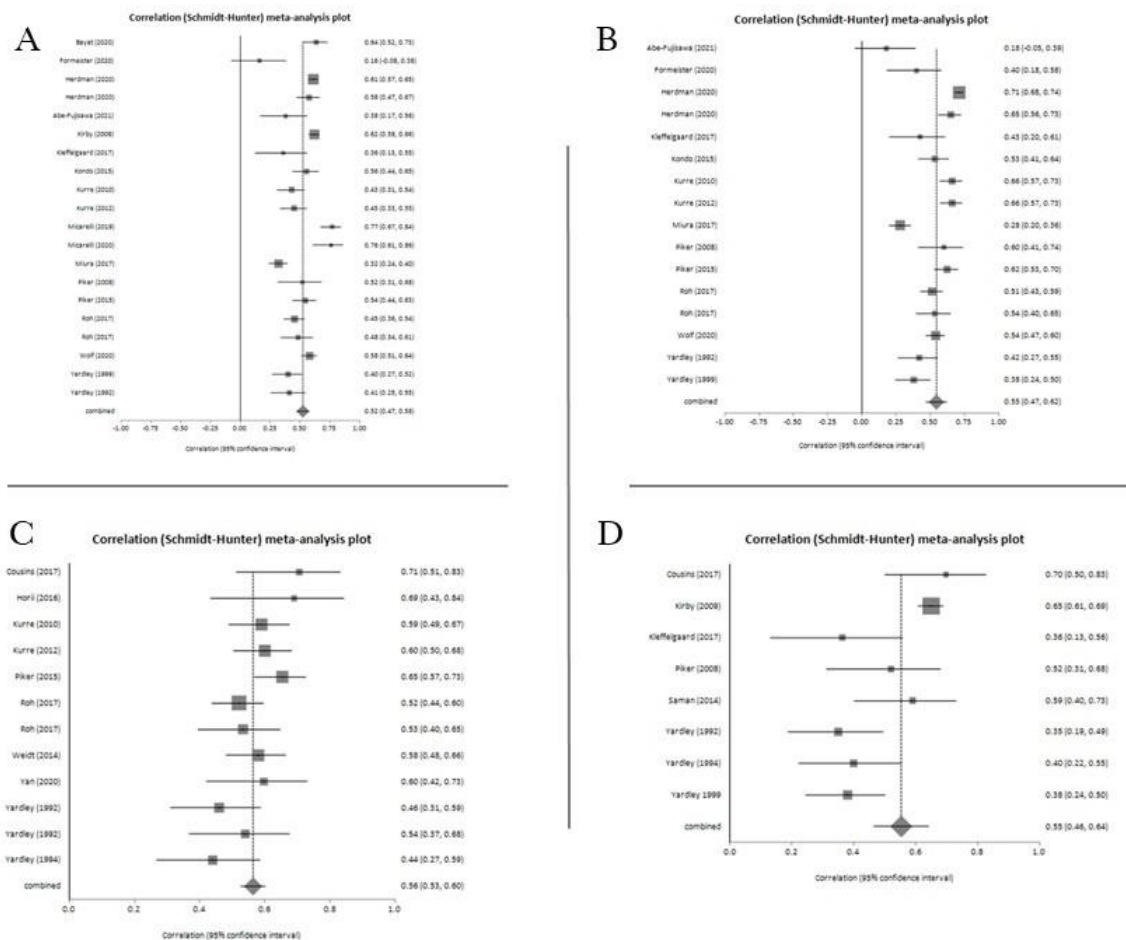 A
Correlation (Schmidt-Hunter) meta-analysis plot
Bayat (2020) 0.64 (0.52, 0.73)
Formeister (2020) 0.16 (-0.08, 0.38)
Herdman (2020) 0.61 (0.57, 0.65)
Herdman (2020) 0.58 (0.47, 0.67)
Abe-Fujisawa (2021) 0.38 (0.17, 0.56)
Kirby (2009) 0.62 (0.58, 0.66)
Kleffelgaard (2017) 0.36 (0.13, 0.55)
Kondo (2015) 0.56 (0.44, 0.65)
Kurre (2010) 0.43 (0.31, 0.54)
Kurre (2012) 0.45 (0.33, 0.55)
Micarelli (2019) 0.77 (0.67, 0.84)
Micarelli (2020) 0.76 (0.61, 0.86)
Miura (2017) 0.32 (0.24, 0.40)
Piker (2008) 0.52 (0.31, 0.68)
Piker (2015) 0.54 (0.44, 0.63)
Roh (2017) 0.45 (0.36, 0.54)
Roh (2017) 0.48 (0.34, 0.61)
Wolf (2020) 0.58 (0.51, 0.64)
Yardley (1999) 0.40 (0.27, 0.52)
Yardley (1992) 0.41 (0.25, 0.55)
combined 0.52 (0.47, 0.58)
-1.00 -0.75 -0.50 -0.25 0.00 0.25 0.50 0.75 1.00
Correlation (95% confidence interval)
B
Correlation (Schmidt-Hunter) meta-analysis plot
Abe-Fujisawa (2021) 0.18 (-0.05, 0.39)
Formeister (2020) 0.40 (0.18, 0.58)
Herdman (2020) 0.71 (0.68, 0.74)
Herdman (2020) 0.65 (0.56, 0.73)
Kleffelgaard (2017) 0.43 (0.20, 0.61)
Kondo (2015) 0.53 (0.41, 0.64)
Kurre (2010) 0.66 (0.57, 0.73)
Kurre (2012) 0.66 (0.57, 0.73)
Miura (2017) 0.28 (0.20, 0.36)
Piker (2008) 0.60 (0.41, 0.74)
Piker (2015) 0.62 (0.53, 0.70)
Roh (2017) 0.51 (0.43, 0.59)
Roh (2017) 0.54 (0.40, 0.65)
Wolf (2020) 0.54 (0.47, 0.60)
Yardley (1992) 0.42 (0.27, 0.55)
Yardley (1999) 0.38 (0.24, 0.50)
combined 0.55 (0.47, 0.62)
-1.00 -0.75 -0.50 -0.25 0.00 0.25 0.50 0.75 1.00
Correlation (95% confidence interval)
C
Correlation (Schmidt-Hunter) meta-analysis plot
Cousins (2017) 0.71 (0.51, 0.83)
Horii (2016) 0.69 (0.43, 0.84)
Kurre (2010) 0.59 (0.49, 0.67)
Kurre (2012) 0.60 (0.50, 0.68)
Piker (2015) 0.65 (0.57, 0.73)
Roh (2017) 0.52 (0.44, 0.60)
Roh (2017) 0.53 (0.40, 0.65)
Weidt (2014) 0.58 (0.48, 0.66)
Yan (2020) 0.60 (0.42, 0.73)
Yardley (1992) 0.46 (0.31, 0.59)
Yardley (1992) 0.54 (0.37, 0.68)
Yardley (1994) 0.44 (0.27, 0.59)
combined 0.56 (0.53, 0.60)
0.0 0.2 0.4 0.6 0.8 1.0
Correlation (95% confidence interval)
D
Correlation (Schmidt-Hunter) meta-analysis plot
Cousins (2017) 0.70 (0.50, 0.83)
Kirby (2009) 0.65 (0.61, 0.69)
Kleffelgaard (2017) 0.36 (0.13, 0.56)
Piker (2008) 0.52 (0.31, 0.68)
Saman (2014) 0.59 (0.40, 0.73)
Yardley (1992) 0.35 (0.19, 0.49)
Yardley (1994) 0.40 (0.22, 0.55)
Yardley 1999 0.38 (0.24, 0.50)
combined 0.55 (0.46, 0.64)
0.0 0.2 0.4 0.6 0.8 1.0
Correlation (95% confidence interval)